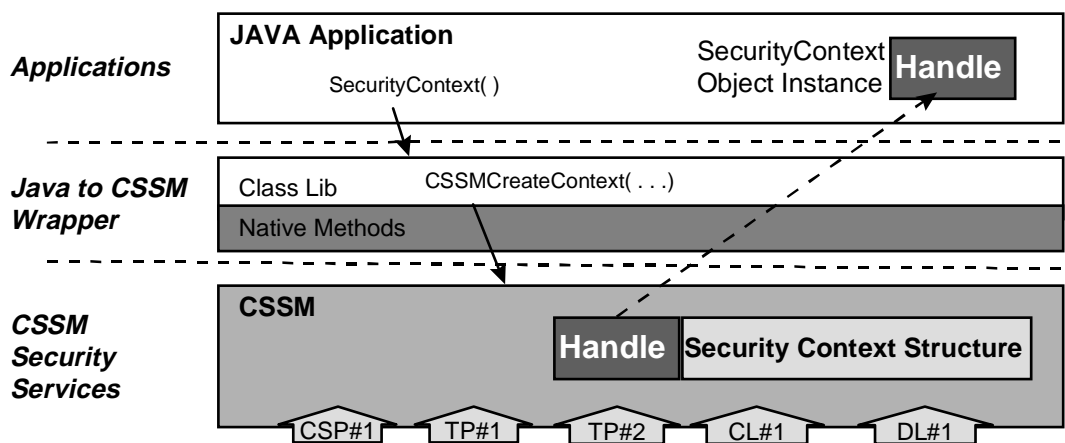 Applications
JAVA Application
SecurityContext( )
SecurityContext
Object Instance
Handle
Java to CSSM
Wrapper
Class Lib
CSSMCreateContext( . . .)
Native Methods
CSSM
Security
Services
CSSM
Handle
Security Context Structure
CSP#1
TP#1
TP#2
CL#1
DL#1